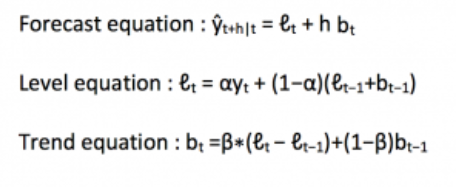 Forecast equation : ŷₜ₊ₕ|ₜ = ℓₜ + h bₜ
Level equation : ℓₜ = αyₜ + (1−α)(ℓₜ₋₁+bₜ₋₁)
Trend equation : bₜ =β*(ℓₜ − ℓₜ₋₁)+(1−β)bₜ₋₁